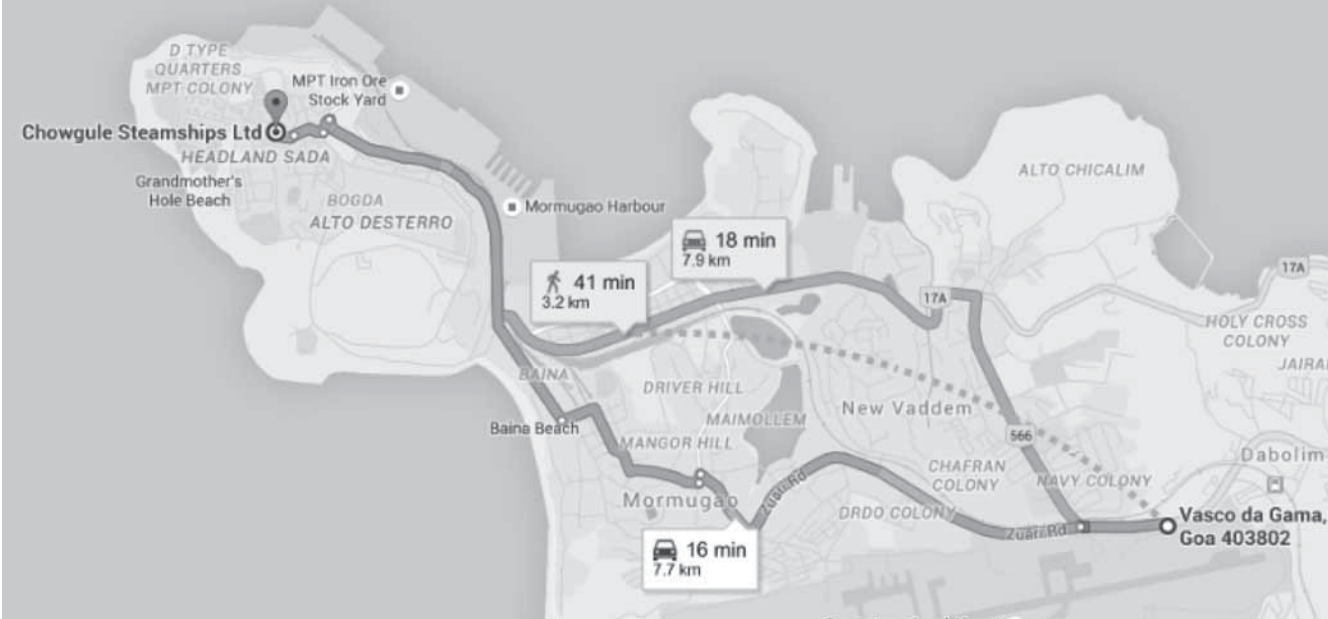 D TYPE
QUARTERS
MPT COLONY
MPT Iron Ore
Stock Yard
Chowgule Steamships Ltd
HEADLAND SADA
Grandmother's
Hole Beach
BOGDA
ALTO DESTERRO
Mormugao Harbour
ALTO CHICALIM
18 min
7.9 km
41 min
3.2 km
17A
17A
HOLY CROSS
COLONY
JAIRA
BAINA
DRIVER HILL
MAIMOLLEM
New Vaddem
Baina Beach
MANGOR HILL
566
Dabolim
CHAFRAN
COLONY
NAVY COLONY
Mormugao
Zuari Rd
DRDO COLONY
Zuari Rd
Vasco da Gama,
Goa 403802
16 min
7.7 km